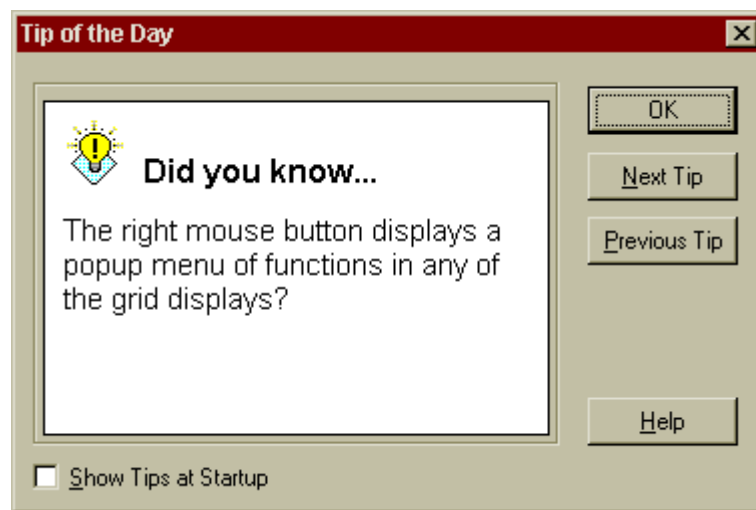 Tip of the Day
Did you know...
The right mouse button displays a
popup menu of functions in any of
the grid displays?
OK
Next Tip
Previous Tip
Help
Show Tips at Startup